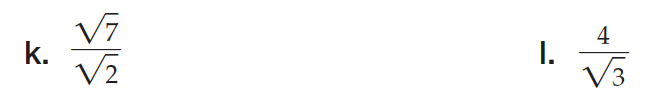 k. √7/√2
l. 4/√3